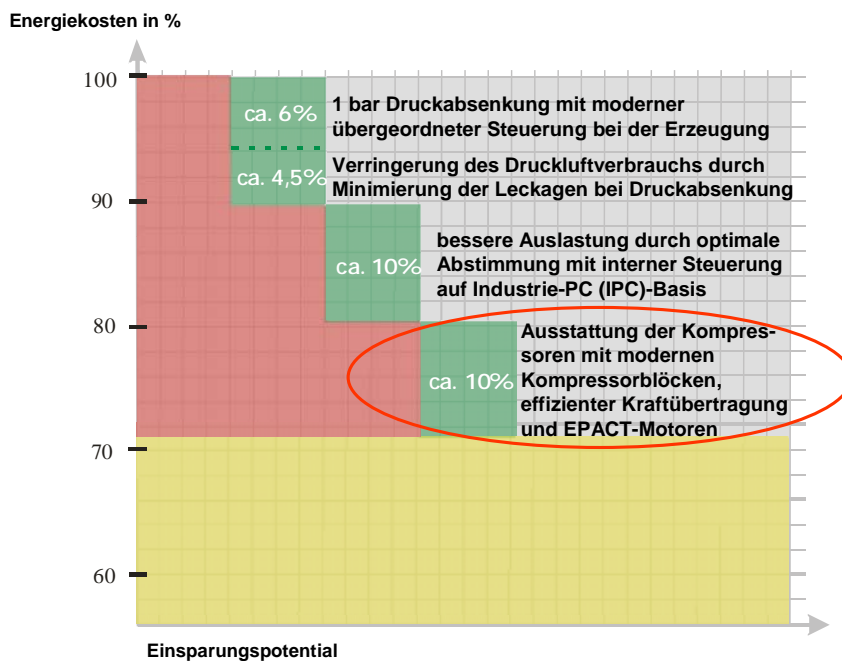 Energiekosten in %
100
ca. 6%
1 bar Druckabsenkung mit moderner
übergeordneter Steuerung bei der Erzeugung
ca. 4,5%
Verringerung des Druckluftverbrauchs durch
Minimierung der Leckagen bei Druckabsenkung
90
ca. 10%
bessere Auslastung durch optimale
Abstimmung mit interner Steuerung
auf Industrie-PC (IPC)-Basis
80
ca. 10%
Ausstattung der Kompres-
soren mit modernen
Kompressorblöcken,
effizienter Kraftübertragung
und EPACT-Motoren
70
60
Einsparungspotential